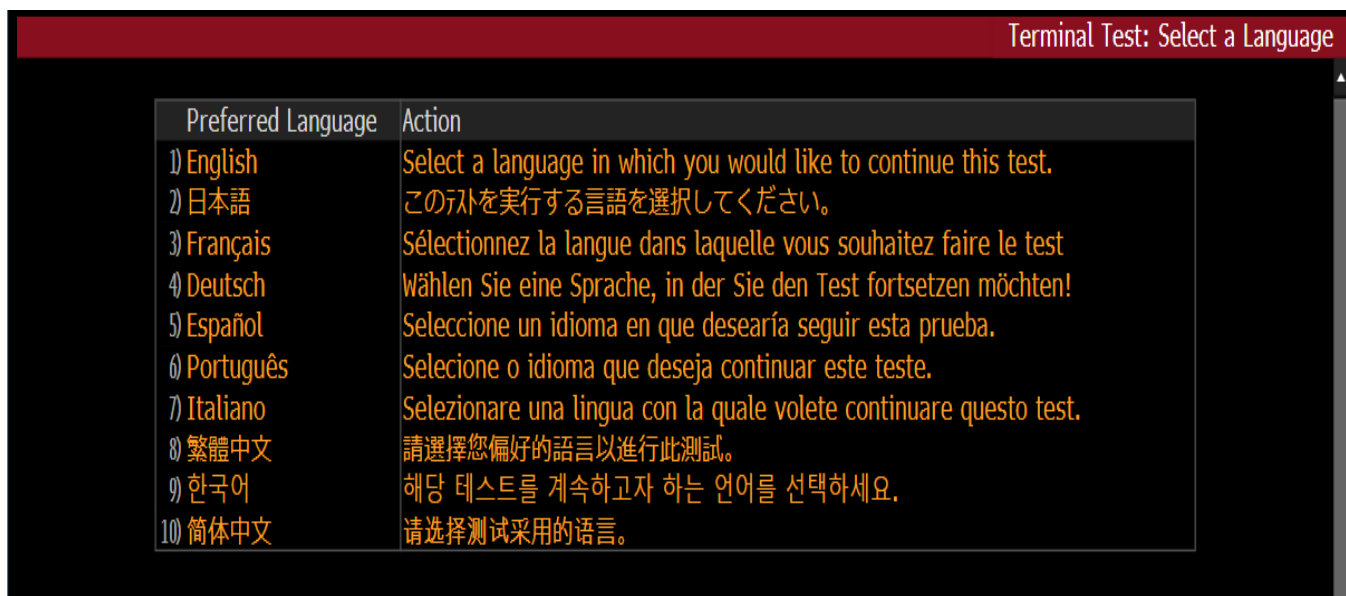 Terminal Test: Select a Language
Preferred Language Action
1) English Select a language in which you would like to continue this test.
2) 日本語 このﾃｽﾄを実行する言語を選択してください。
3) Français Sélectionnez la langue dans laquelle vous souhaitez faire le test
4) Deutsch Wählen Sie eine Sprache, in der Sie den Test fortsetzen möchten!
5) Español Seleccione un idioma en que desearía seguir esta prueba.
6) Português Selecione o idioma que deseja continuar este teste.
7) Italiano Selezionare una lingua con la quale volete continuare questo test.
8) 繁體中文 請選擇您偏好的語言以進行此測試。
9) 한국어 해당 테스트를 계속하고자 하는 언어를 선택하세요.
10) 简体中文 请选择测试采用的语言。